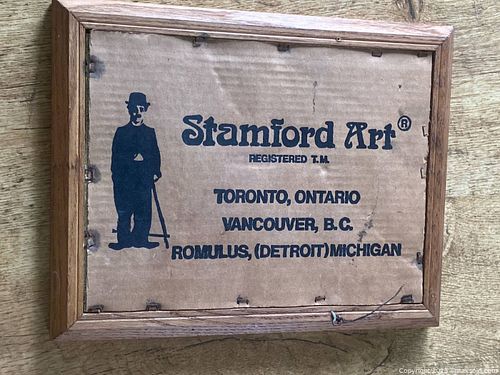 Stamford Art®
REGISTERED T.M.
TORONTO, ONTARIO
VANCOUVER, B.C.
ROMULUS, (DETROIT) MICHIGAN